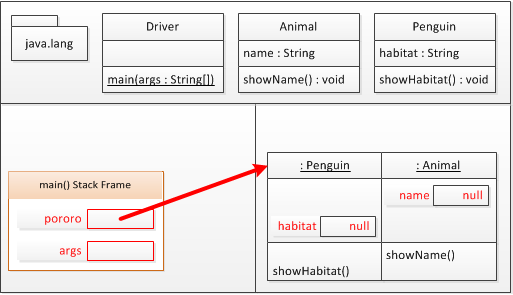 java.lang
Driver
main(args : String[])
Animal
name : String
showName() : void
Penguin
habitat : String
showHabitat() : void
main() Stack Frame
pororo
args
: Penguin
habitat null
showHabitat()
: Animal
name null
showName()